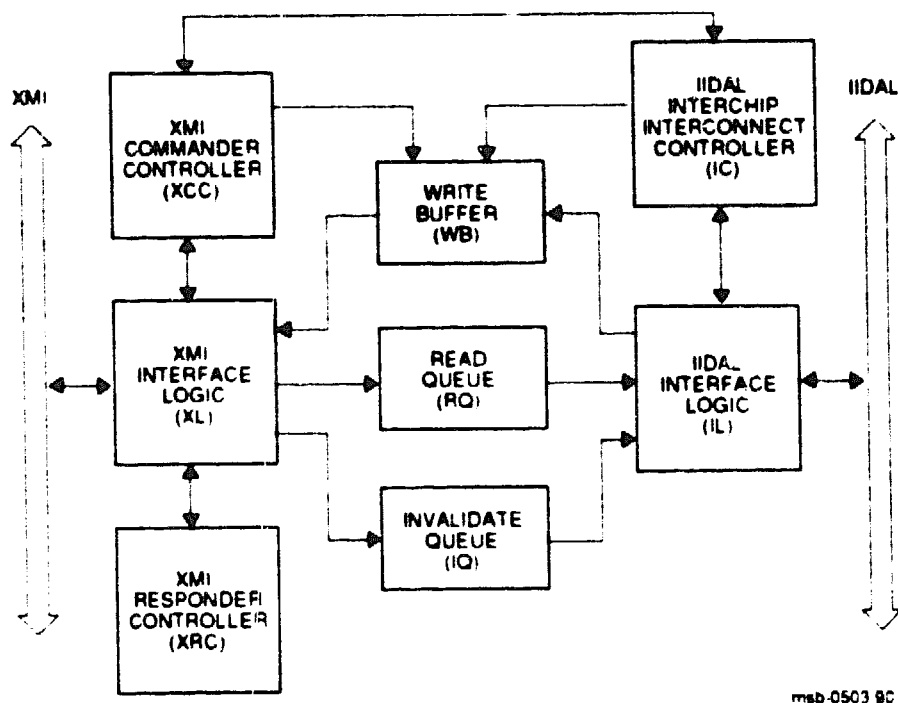 XMI
XMI
COMMANDER
CONTROLLER
(XCC)
IIDAL
INTERCHIP
INTERCONNECT
CONTROLLER
(IC)
IIDAL
WRITE
BUFFER
(WB)
XMI
INTERFACE
LOGIC
(XL)
READ
QUEUE
(RQ)
IIDAL
INTERFACE
LOGIC
(IL)
INVALIDATE
QUEUE
(IQ)
XMI
RESPONDER
CONTROLLER
(XRC)
msb-0503 90